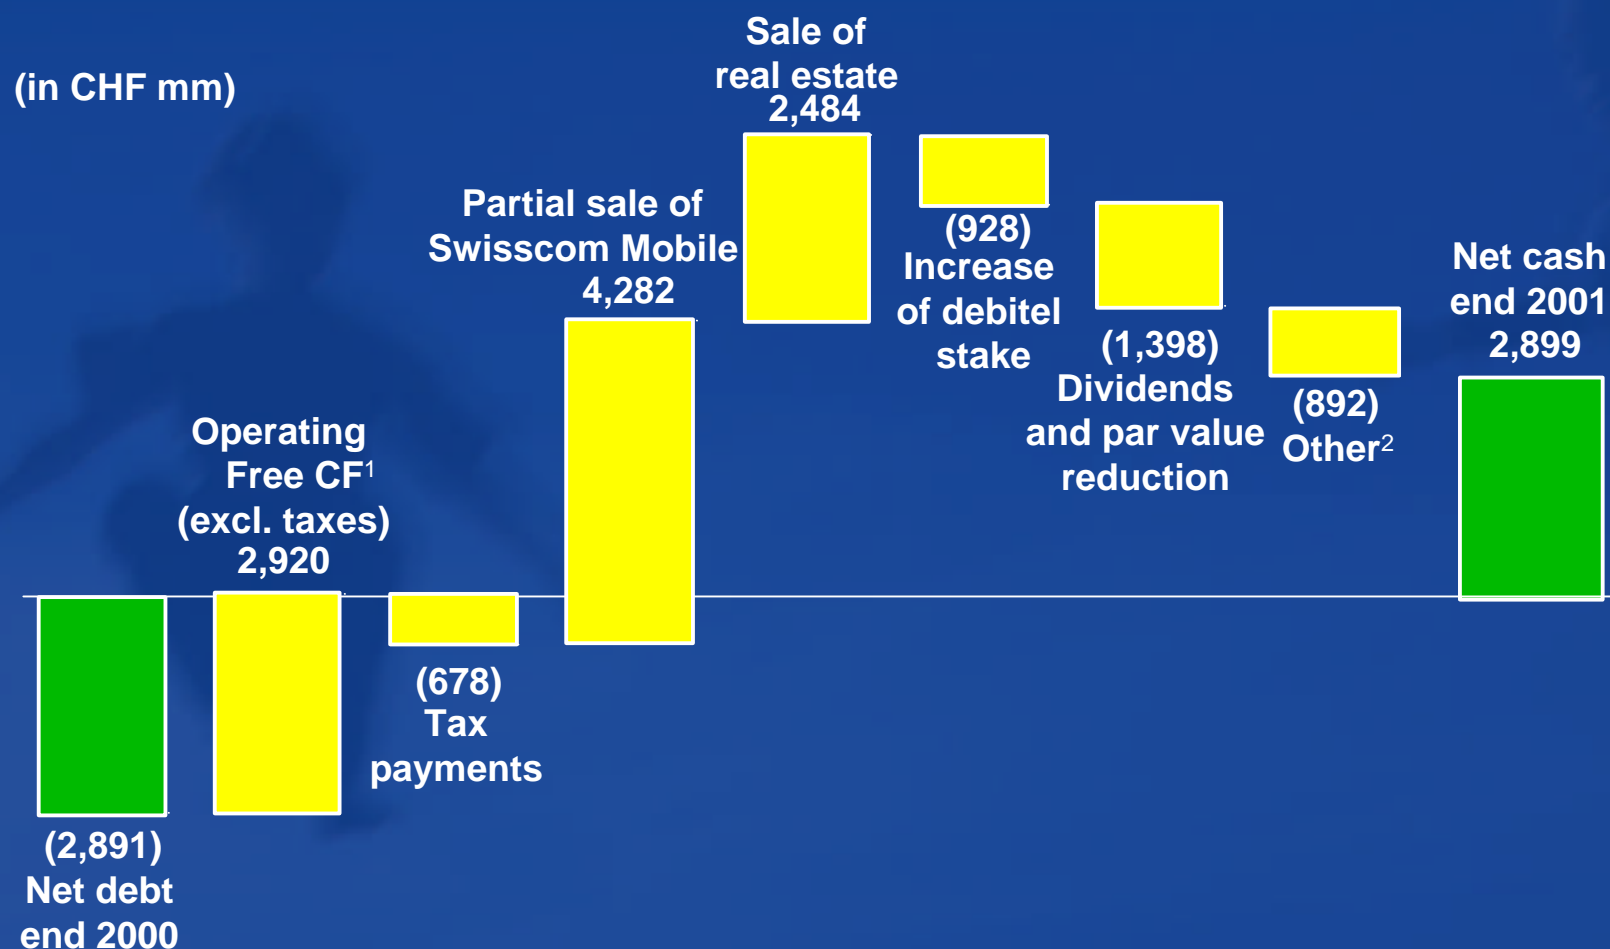 (in CHF mm)
Sale of
real estate
2,484
Partial sale of
Swisscom Mobile
4,282
(928)
Increase
of debitel
stake
Net cash
end 2001
2,899
(1,398)
Dividends
and par value
reduction
(892)
Other2
Operating
Free CF1
(excl. taxes)
2,920
(678)
Tax
payments
(2,891)
Net debt
end 2000